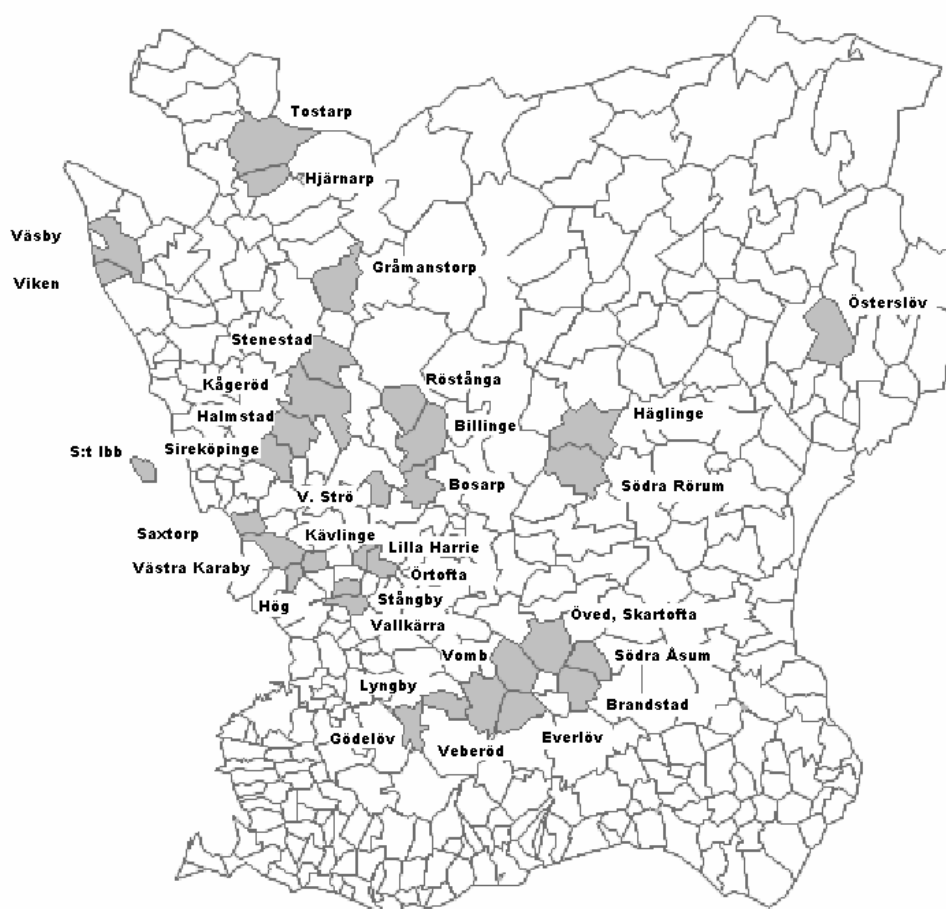 Tostarp
Hjärnarp
Väsby
Gråmanstorp
Viken
Österslöv
Stenestad
Kågeröd
Röstånga
Halmstad
Häglinge
Billinge
S:t Ibb
Sireköpinge
Bosarp
Södra Rörum
V. Strö
Saxtorp
Kävlinge
Lilla Harrie
Västra Karaby
Örtofta
Hög
Stångby
Öved, Skartofta
Vallkärra
Vomb
Södra Åsum
Lyngby
Brandstad
Gödelöv
Everlöv
Veberöd